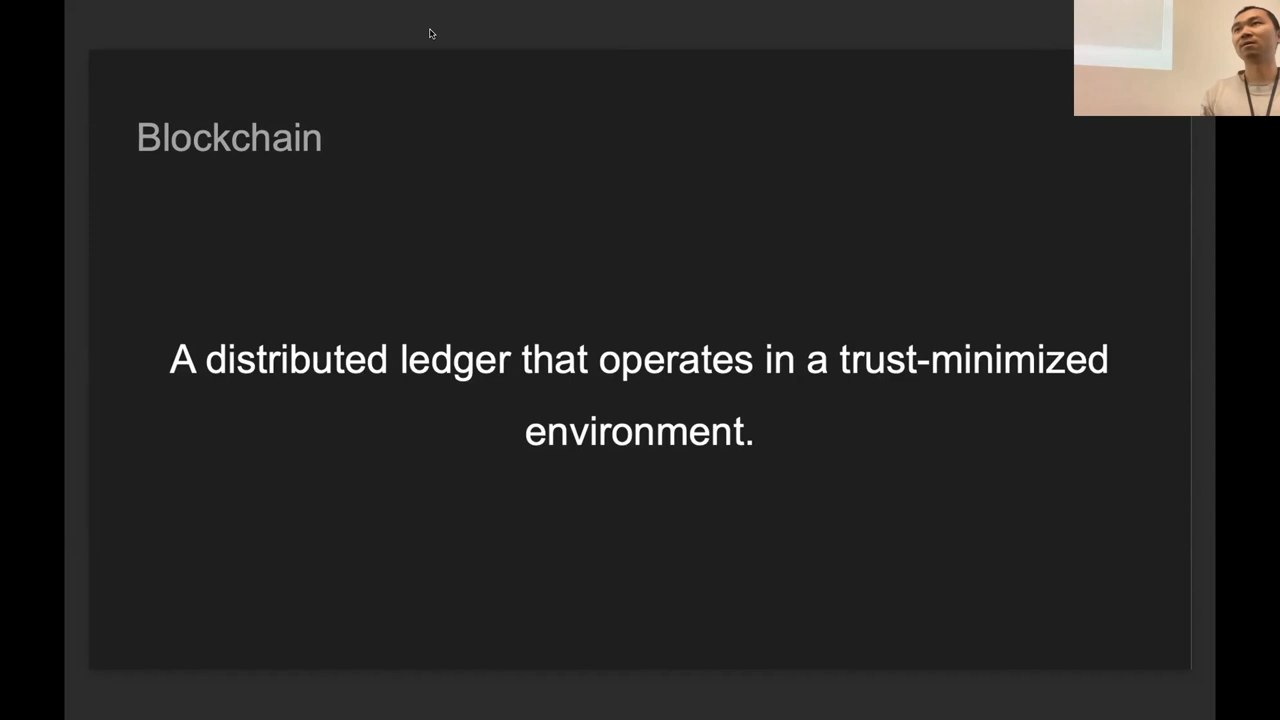 Blockchain
A distributed ledger that operates in a trust-minimized
environment.